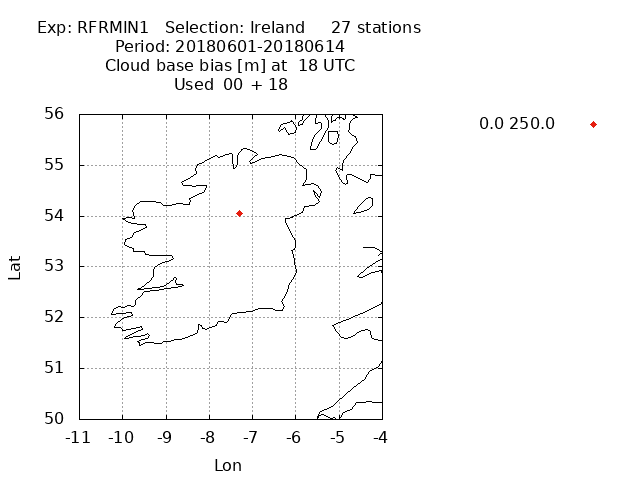 Exp: RFRMIN1 Selection: Ireland 27 stations
Period: 20180601-20180614
Cloud base bias [m] at 18 UTC
Used 00 + 18
0.0 250.0
56
55
54
53
52
51
50
Lat
-11 -10 -9 -8 -7 -6 -5 -4
Lon